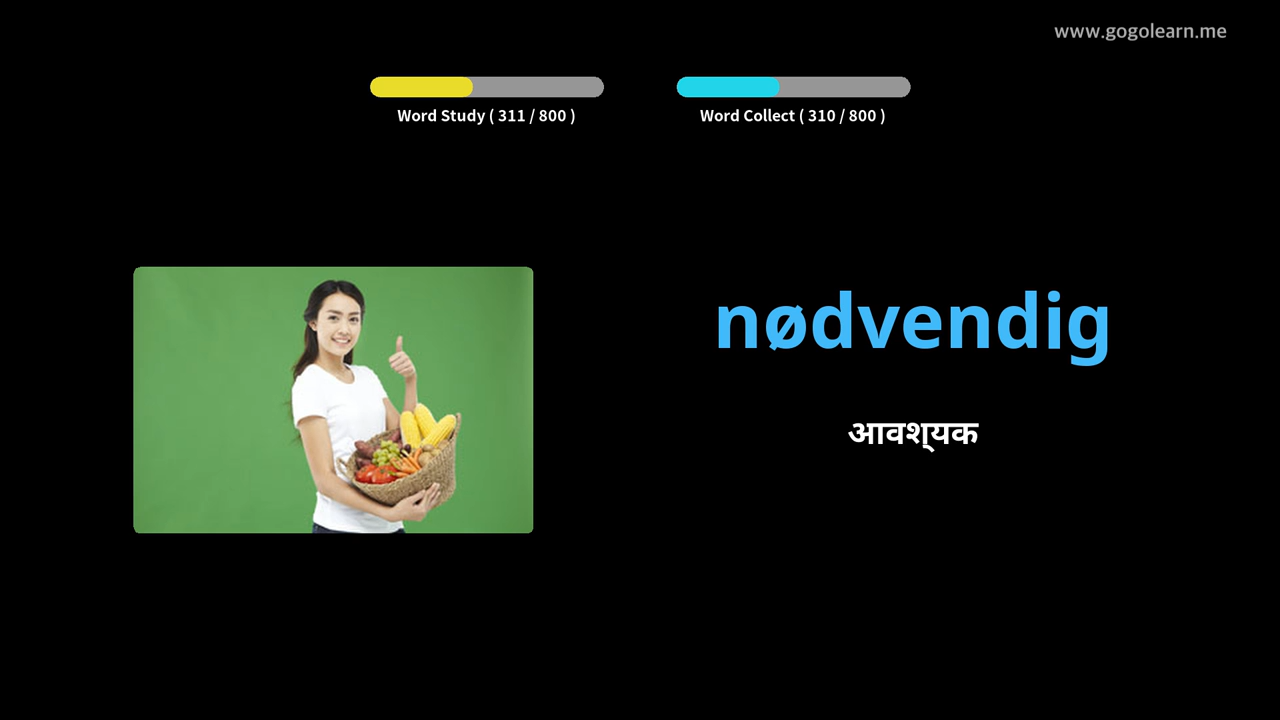 www.gogolearn.me
Word Study ( 311 / 800 )
Word Collect ( 310 / 800 )
nødvendig
आवश्यक